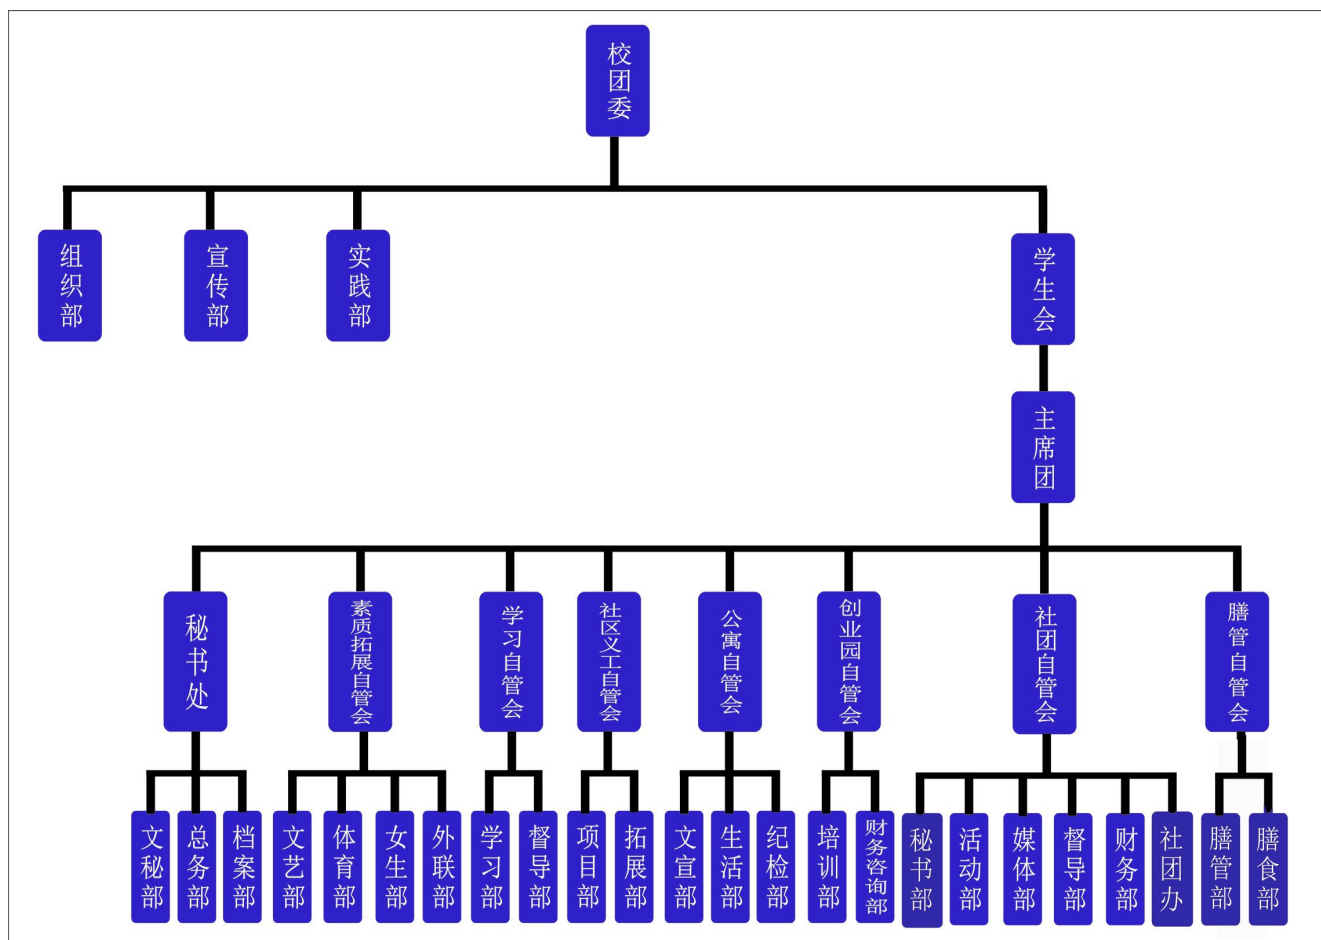 校团委
组织部
宣传部
实践部
学生会
主席团
秘书处
素质拓展自管会
学习自管会
社区义工自管会
公寓自管会
创业园自管会
社团自管会
膳管自管会
文秘部
总务部
档案部
文艺部
体育部
女生部
外联部
学习部
督导部
项目部
拓展部
文宣部
生活部
纪检部
培训部
财务咨询部
秘书部
活动部
媒体部
督导部
财务部
社团办
膳管部
膳食部